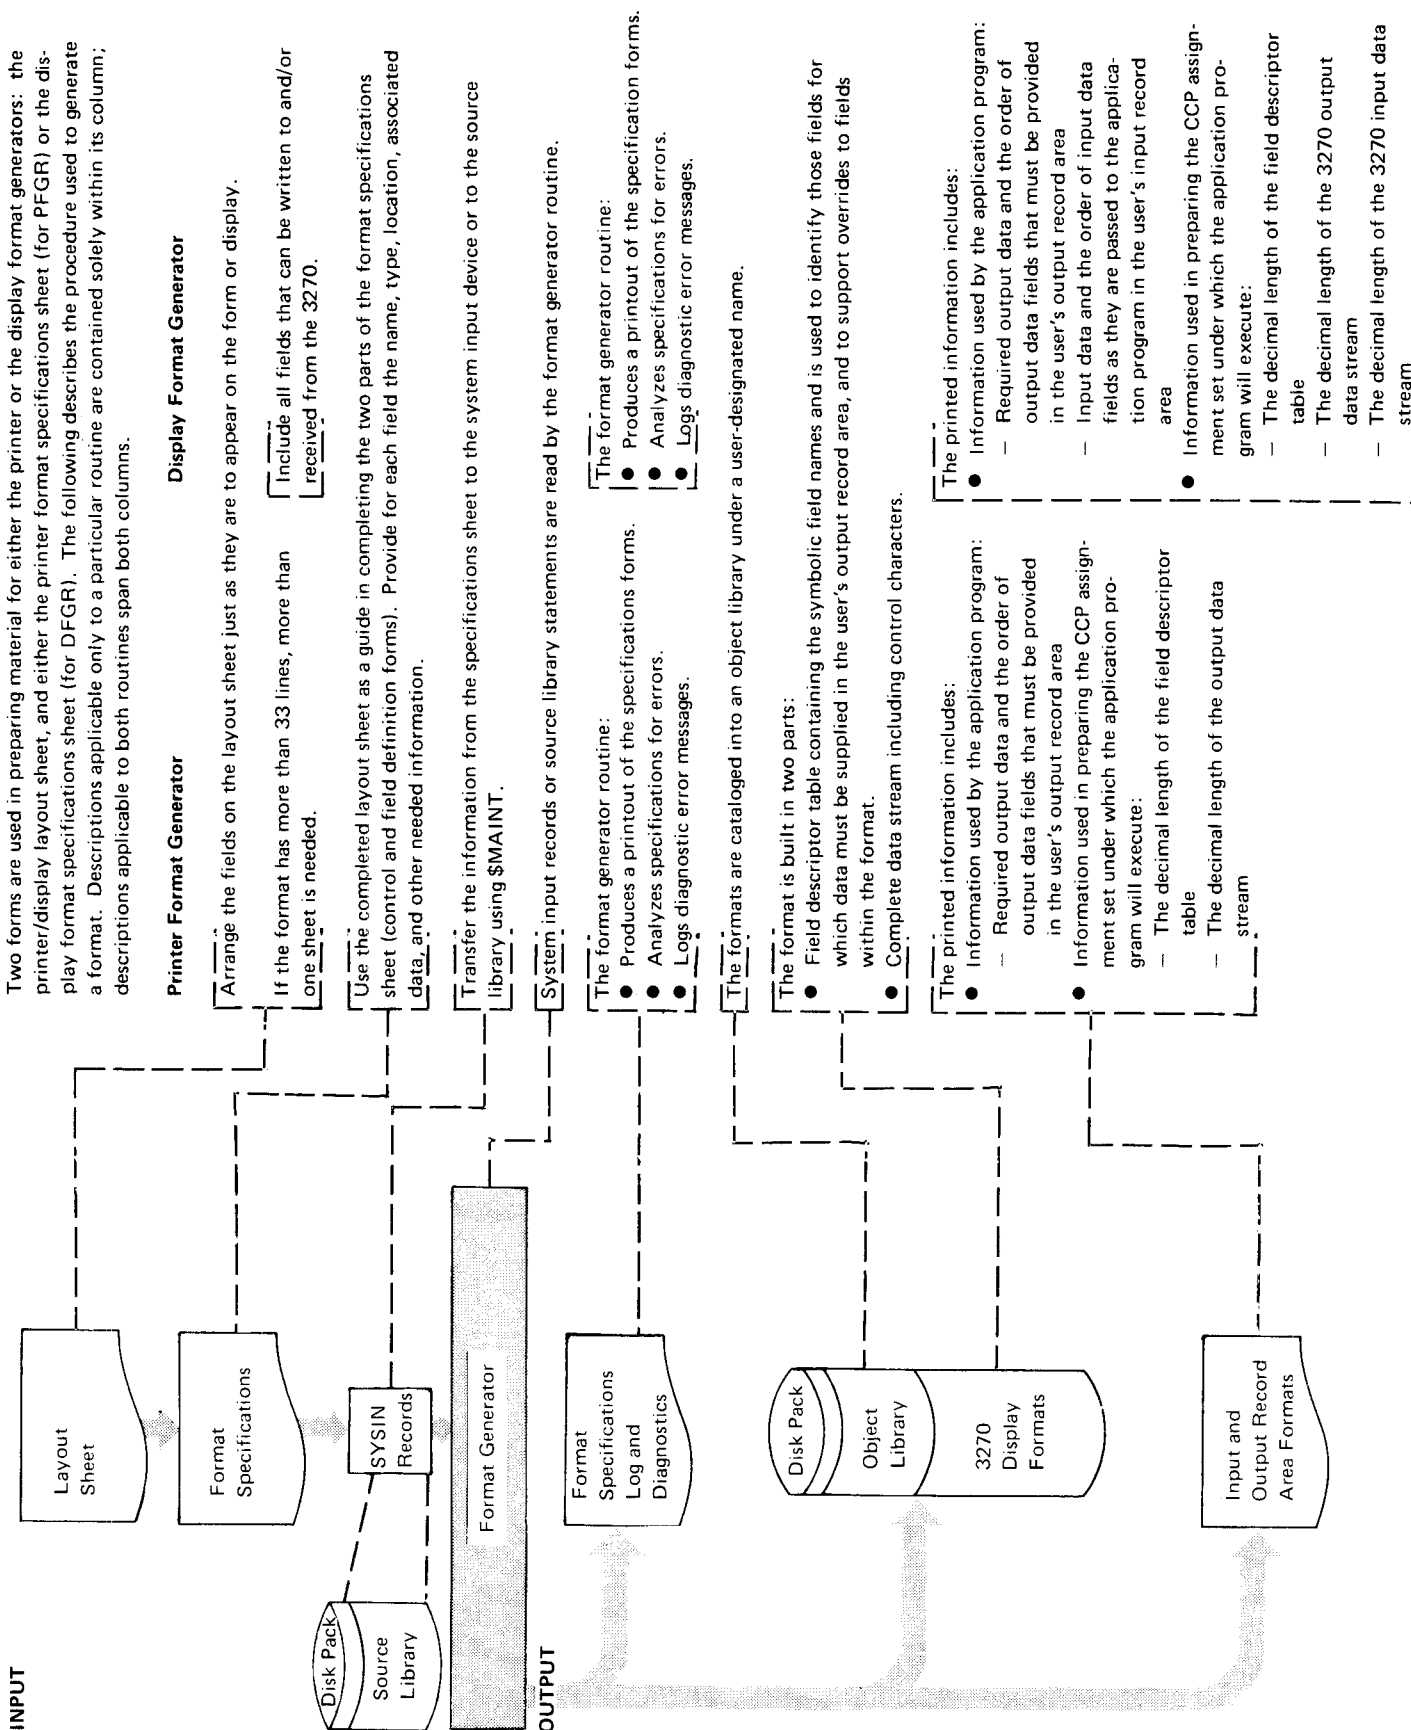 Two forms are used in preparing material for either the printer or the display format generators: the
printer/display layout sheet, and either the printer format specifications sheet (for PFGR) or the dis-
play format specifications sheet (for DFGR). The following describes the procedure used to generate
a format. Descriptions applicable only to a particular routine are contained solely within its column;
descriptions applicable to both routines span both columns.
INPUT
Printer Format Generator
Display Format Generator
Layout
Sheet
Arrange the fields on the layout sheet just as they are to appear on the form or display.
If the format has more than 33 lines, more than
one sheet is needed.
Include all fields that can be written to and/or
received from the 3270.
Format
Specifications
Use the completed layout sheet as a guide in completing the two parts of the format specifications
sheet (control and field definition forms). Provide for each field the name, type, location, associated
data, and other needed information.
Disk Pack
Source
Library
SYSIN
Records
Transfer the information from the specifications sheet to the system input device or to the source
library using $MAINT.
Format Generator
System input records or source library statements are read by the format generator routine.
OUTPUT
Format
Specifications
Log and
Diagnostics
The format generator routine:
● Produces a printout of the specifications forms.
● Analyzes specifications for errors.
● Logs diagnostic error messages.
The format generator routine:
● Produces a printout of the specification forms.
● Analyzes specifications for errors.
● Logs diagnostic error messages.
Disk Pack
Object
Library
3270
Display
Formats
The formats are cataloged into an object library under a user-designated name.
The format is built in two parts:
● Field descriptor table containing the symbolic field names and is used to identify those fields for
which data must be supplied in the user's output record area, and to support overrides to fields
within the format.
● Complete data stream including control characters.
Input and
Output Record
Area Formats
The printed information includes:
● Information used by the application program:
— Required output data and the order of
output data fields that must be provided
in the user's output record area
● Information used in preparing the CCP assign-
ment set under which the application pro-
gram will execute:
— The decimal length of the field descriptor
table
— The decimal length of the output data
stream
The printed information includes:
● Information used by the application program:
— Required output data and the order of
output data fields that must be provided
in the user's output record area
— Input data and the order of input data
fields as they are passed to the applica-
tion program in the user's input record
area
● Information used in preparing the CCP assign-
ment set under which the application pro-
gram will execute:
— The decimal length of the field descriptor
table
— The decimal length of the 3270 output
data stream
— The decimal length of the 3270 input data
stream